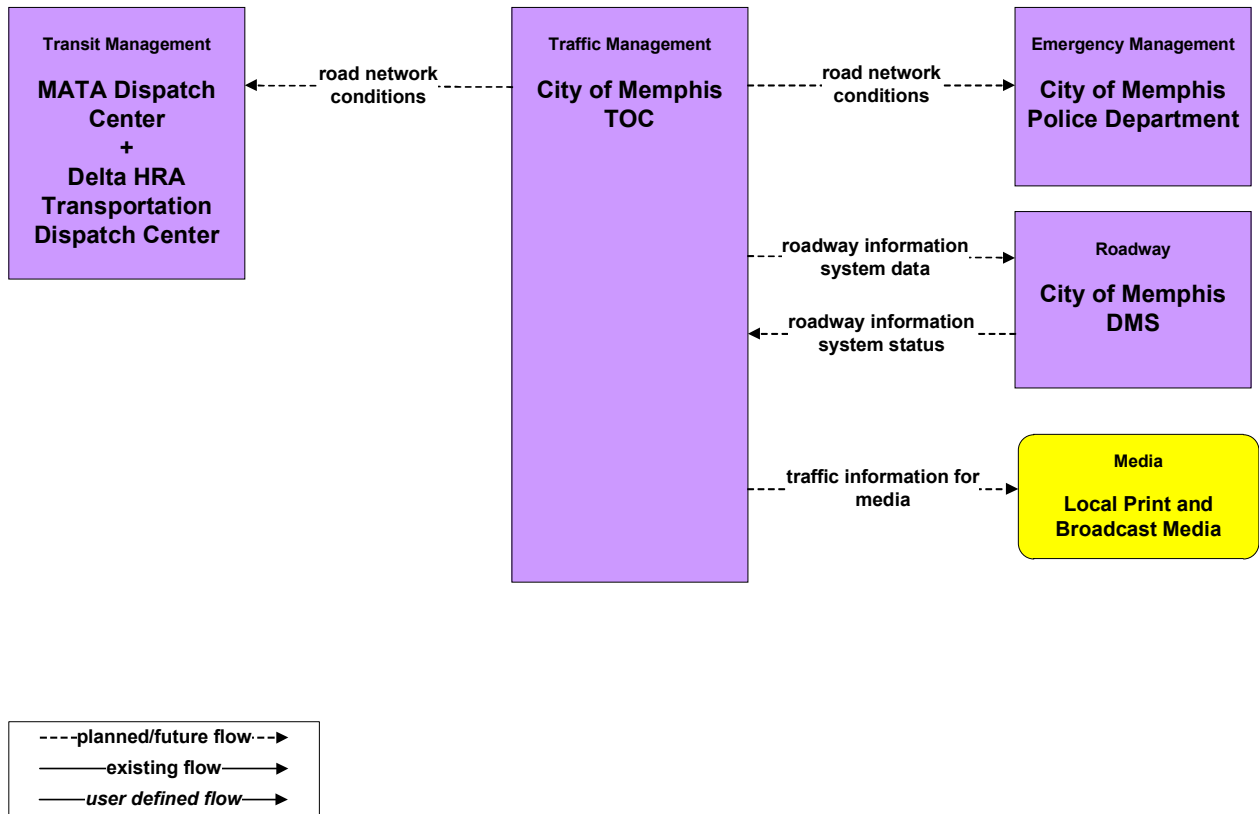 Transit Management
MATA Dispatch
Center
+
Delta HRA
Transportation
Dispatch Center
road network
conditions
Traffic Management
City of Memphis
TOC
road network
conditions
Emergency Management
City of Memphis
Police Department
roadway information
system data
roadway information
system status
Roadway
City of Memphis
DMS
traffic information for
media
Media
Local Print and
Broadcast Media
planned/future flow
existing flow
user defined flow